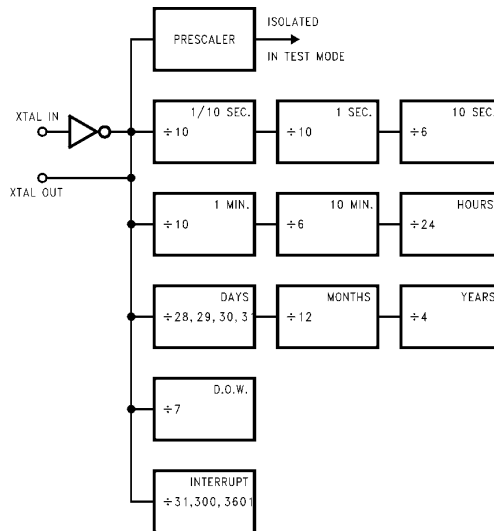 PRESCALER
ISOLATED
IN TEST MODE
XTAL IN
XTAL OUT
1/10 SEC.
÷10
1 SEC.
÷10
10 SEC.
÷6
1 MIN.
÷10
10 MIN.
÷6
HOURS
÷24
DAYS
÷28, 29, 30, 31
MONTHS
÷12
YEARS
÷4
D.O.W.
÷7
INTERRUPT
÷31,300,3601